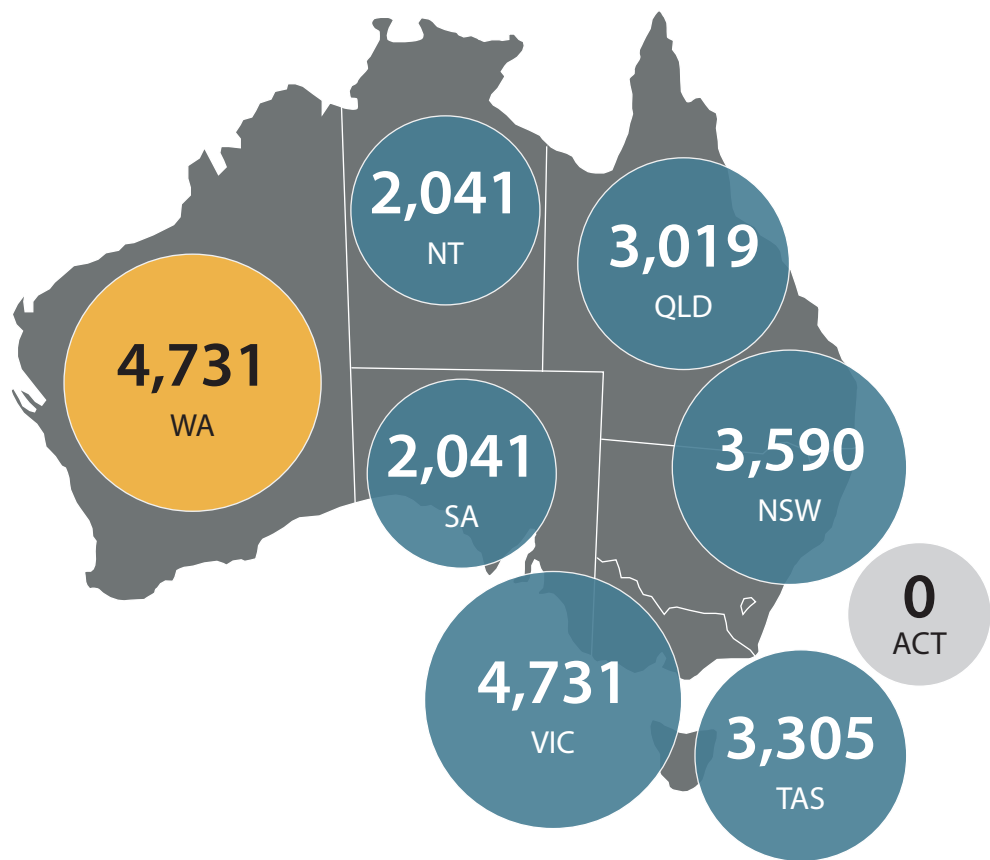 2,041
NT
3,019
QLD
4,731
WA
2,041
SA
3,590
NSW
0
ACT
4,731
VIC
3,305
TAS